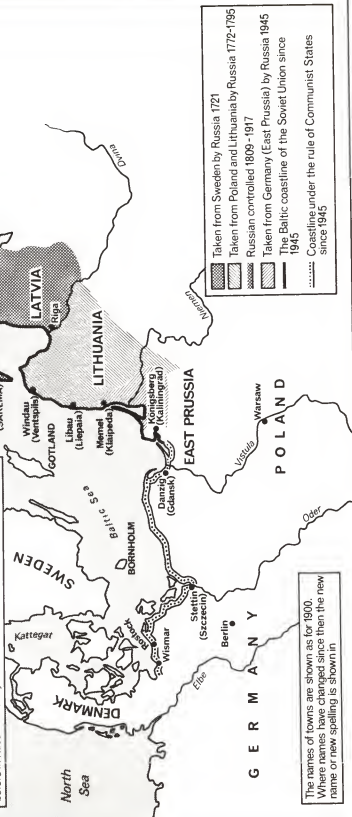 Taken from Sweden by Russia 1721
Taken from Poland and Lithuania by Russia 1772-1795
Russian controlled 1809-1917
Taken from Germany (East Prussia) by Russia 1945
The Baltic coastline of the Soviet Union since
1945
Coastline under the rule of Communist States
since 1945
Dvina
LATVIA
Riga
LITHUANIA
Niemen
Windau
(Ventspils)
Libau
(Liepaia)
Memel
(Klaipeda)
GOTLAND
Königsberg
(Kaliningrad)
EAST PRUSSIA
Baltic Sea
SWEDEN
BORNHOLM
Danzig
(Gdansk)
Vistula
Warsaw
POLAND
Kattegat
DENMARK
Rostock
Wismar
Stettin
(Szczecin)
Oder
Berlin
Elbe
GERMANY
North
Sea
The names of towns are shown as for 1900.
Where names have changed since then the new
name or new spelling is shown in